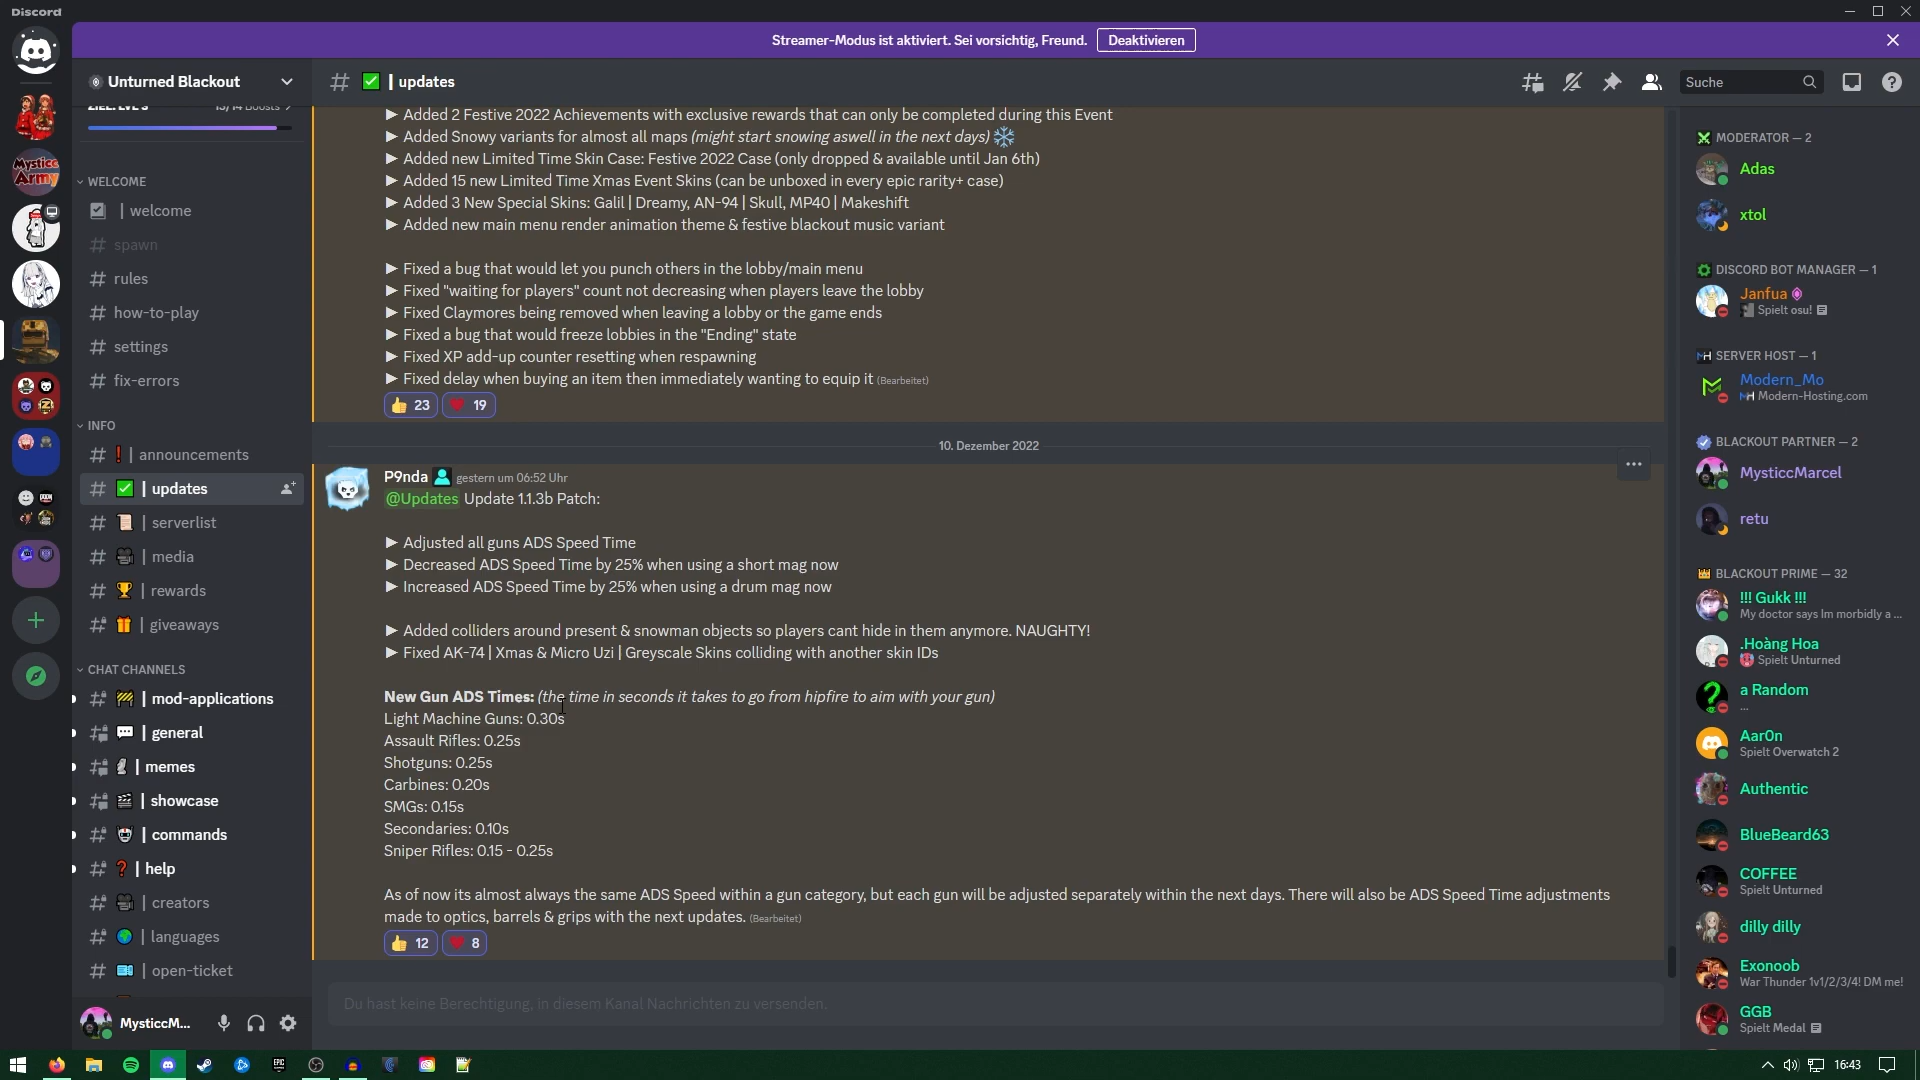 Discord
Streamer-Modus ist aktiviert. Sei vorsichtig, Freund.
Deaktivieren
Unturned Blackout
✅ | updates
Suche
Boosts
WELCOME
| welcome
spawn
rules
how-to-play
settings
fix-errors
INFO
❗ | announcements
✅ | updates
📜 | serverlist
🎥 | media
🏆 | rewards
🎁 | giveaways
CHAT CHANNELS
🚧 | mod-applications
💬 | general
🗿 | memes
🎬 | showcase
🤖 | commands
❓ | help
🎥 | creators
🌍 | languages
🎫 | open-ticket
MysticcM...
► Added 2 Festive 2022 Achievements with exclusive rewards that can only be completed during this Event
► Added Snowy variants for almost all maps (might start snowing aswell in the next days) ❄️
► Added new Limited Time Skin Case: Festive 2022 Case (only dropped & available until Jan 6th)
► Added 15 new Limited Time Xmas Event Skins (can be unboxed in every epic rarity+ case)
► Added 3 New Special Skins: Galil | Dreamy, AN-94 | Skull, MP40 | Makeshift
► Added new main menu render animation theme & festive blackout music variant
► Fixed a bug that would let you punch others in the lobby/main menu
► Fixed "waiting for players" count not decreasing when players leave the lobby
► Fixed Claymores being removed when leaving a lobby or the game ends
► Fixed a bug that would freeze lobbies in the "Ending" state
► Fixed XP add-up counter resetting when respawning
► Fixed delay when buying an item then immediately wanting to equip it (Bearbeitet)
👍 23 ❤️ 19
10. Dezember 2022
P9nda gestern um 06:52 Uhr
@Updates Update 1.1.3b Patch:
► Adjusted all guns ADS Speed Time
► Decreased ADS Speed Time by 25% when using a short mag now
► Increased ADS Speed Time by 25% when using a drum mag now
► Added colliders around present & snowman objects so players cant hide in them anymore. NAUGHTY!
► Fixed AK-74 | Xmas & Micro Uzi | Greyscale Skins colliding with another skin IDs
New Gun ADS Times: (the time in seconds it takes to go from hipfire to aim with your gun)
Light Machine Guns: 0.30s
Assault Rifles: 0.25s
Shotguns: 0.25s
Carbines: 0.20s
SMGs: 0.15s
Secondaries: 0.10s
Sniper Rifles: 0.15 - 0.25s
As of now its almost always the same ADS Speed within a gun category, but each gun will be adjusted separately within the next days. There will also be ADS Speed Time adjustments
made to optics, barrels & grips with the next updates. (Bearbeitet)
👍 12 ❤️ 8
Du hast keine Berechtigung, in diesem Kanal Nachrichten zu versenden.
MODERATOR — 2
Adas
xtol
DISCORD BOT MANAGER — 1
Janfua
Spielt osu!
SERVER HOST — 1
Modern_Mo
Modern-Hosting.com
BLACKOUT PARTNER — 2
MysticcMarcel
retu
BLACKOUT PRIME — 32
!!! Gukk !!!
My doctor says Im morbidly a ...
.Hoàng Hoa
Spielt Unturned
a Random
...
Aar0n
Spielt Overwatch 2
Authentic
BlueBeard63
COFFEE
Spielt Unturned
dilly dilly
Exonoob
War Thunder 1v1/2/3/4! DM me!
GGB
Spielt Medal
Mysticc
Army
EPIC
16:43